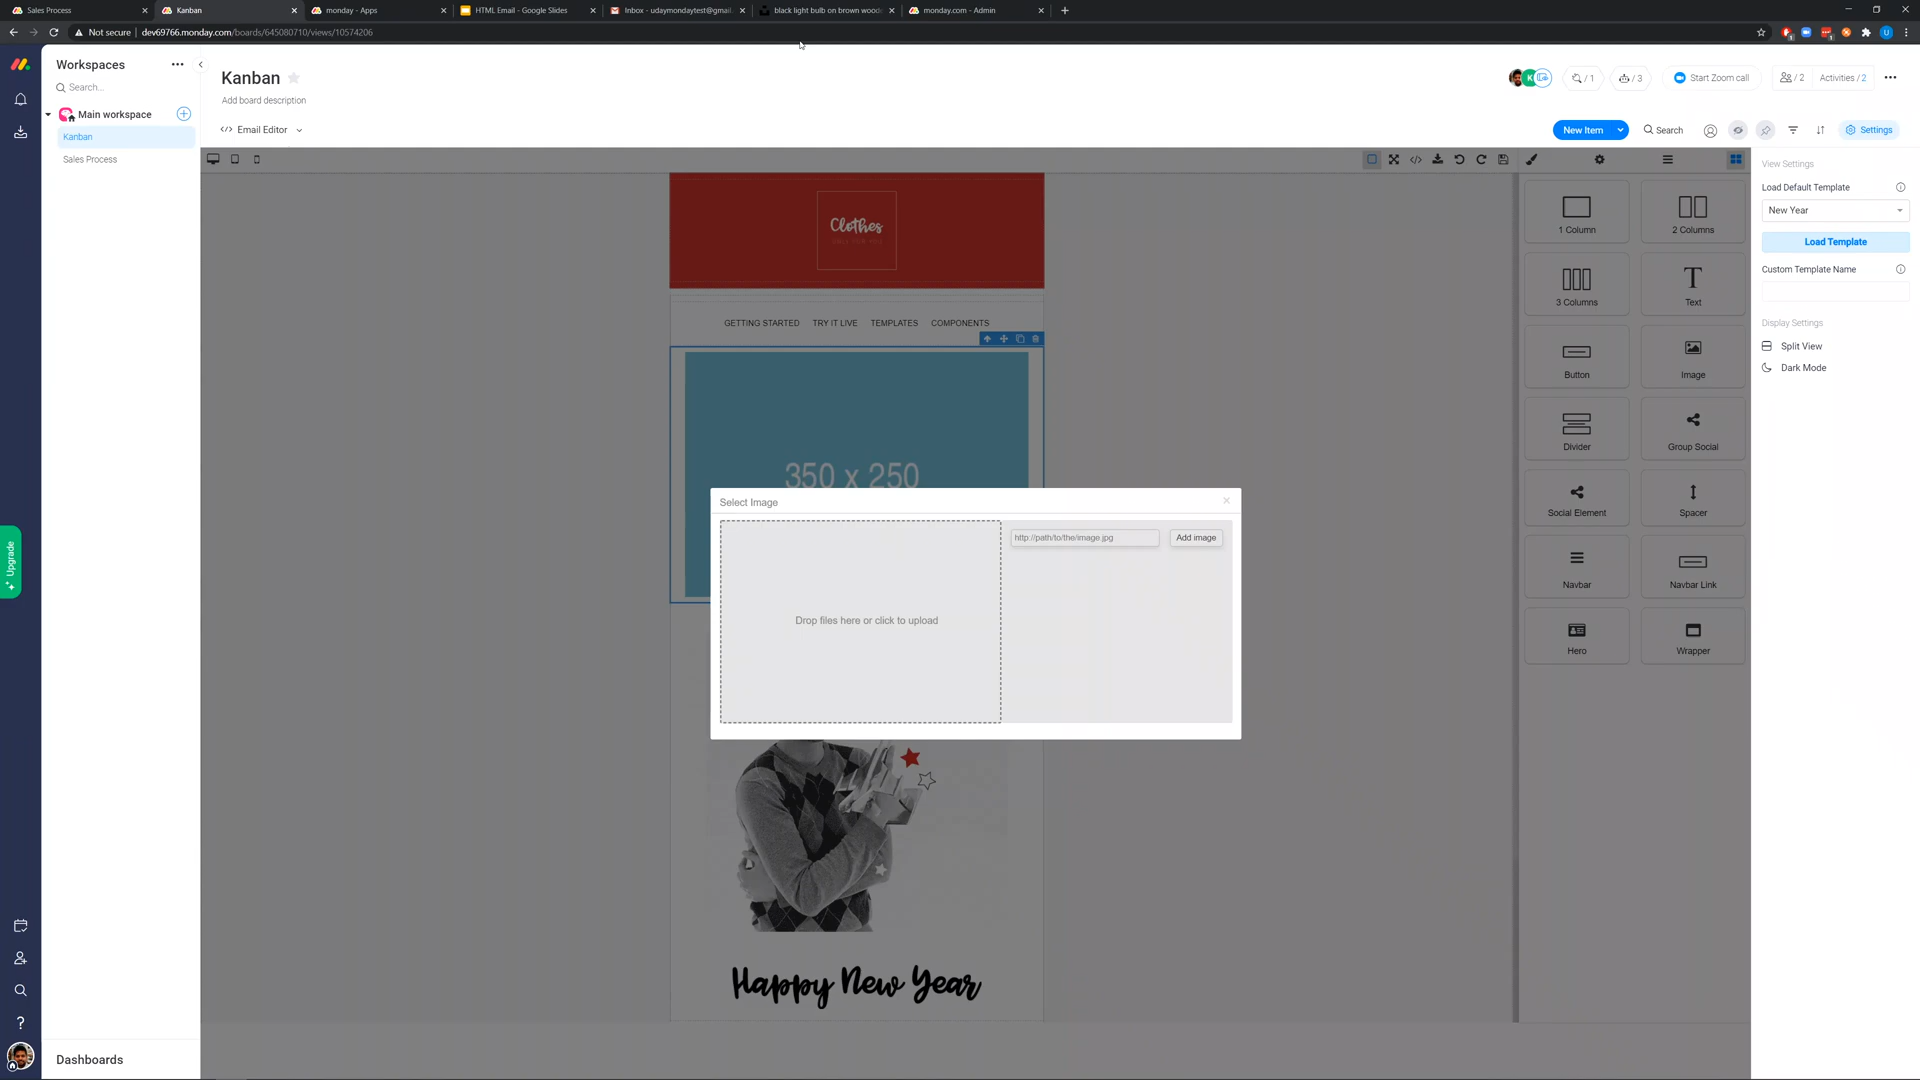 Sales Process
Kanban
monday - Apps
HTML Email - Google Slides
Inbox - udaymondaytest@gmai
black light bulb on brown wood
monday.com - Admin
Not secure
dev69766.monday.com/boards/645080710/views/10574206
Workspaces
Search...
Main workspace
Kanban
Sales Process
Upgrade
Dashboards
Kanban
Add board description
Email Editor
/ 1
/ 3
Start Zoom call
/ 2
Activities / 2
New Item
Search
Settings
Clothes
GETTING STARTED
TRY IT LIVE
TEMPLATES
COMPONENTS
350 x 250
Select Image
Drop files here or click to upload
http://path/to/the/image.jpg
Add image
Happy New Year
1 Column
2 Columns
3 Columns
Text
Button
Image
Divider
Group Social
Social Element
Spacer
Navbar
Navbar Link
Hero
Wrapper
View Settings
Load Default Template
New Year
Load Template
Custom Template Name
Display Settings
Split View
Dark Mode